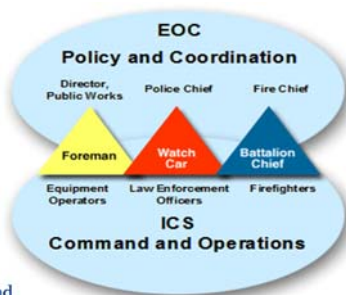 EOC
Policy and Coordination
Director,
Public Works
Police Chief
Fire Chief
Foreman
Watch
Car
Battalion
Chief
Equipment
Operators
Law Enforcement
Officers
Firefighters
ICS
Command and Operations